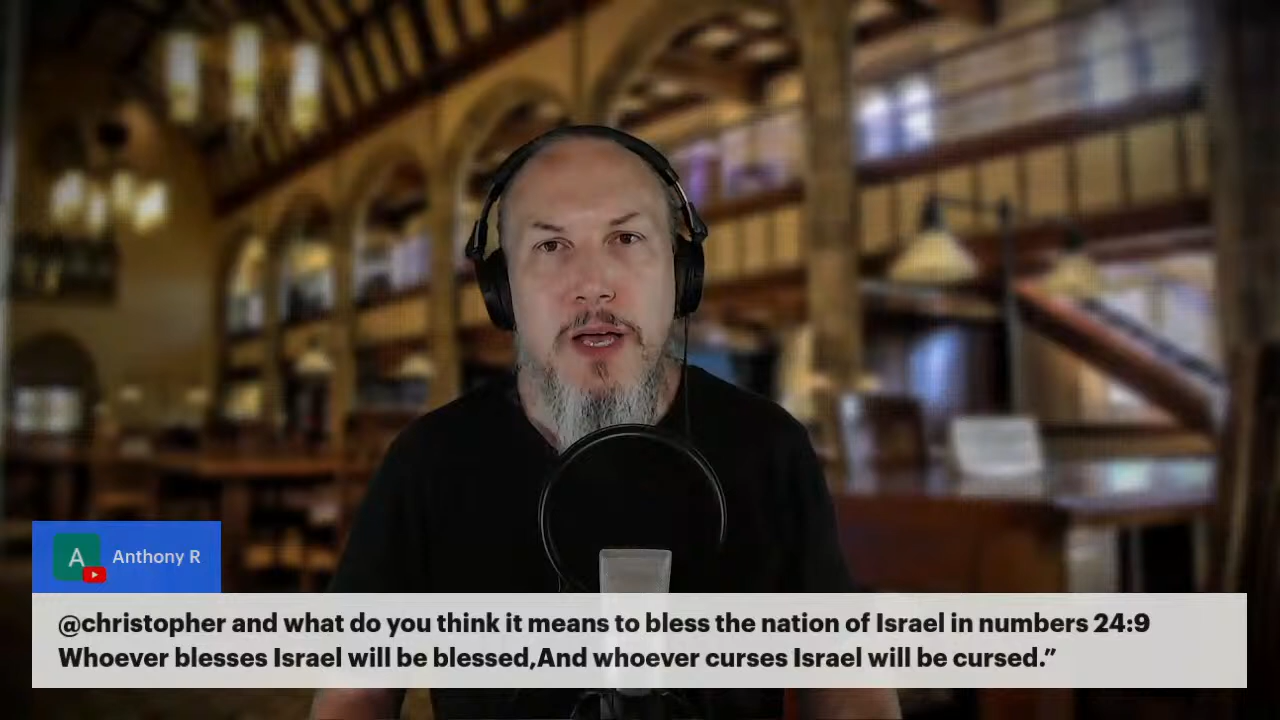 A
Anthony R
@christopher and what do you think it means to bless the nation of Israel in numbers 24:9
Whoever blesses Israel will be blessed,And whoever curses Israel will be cursed.”